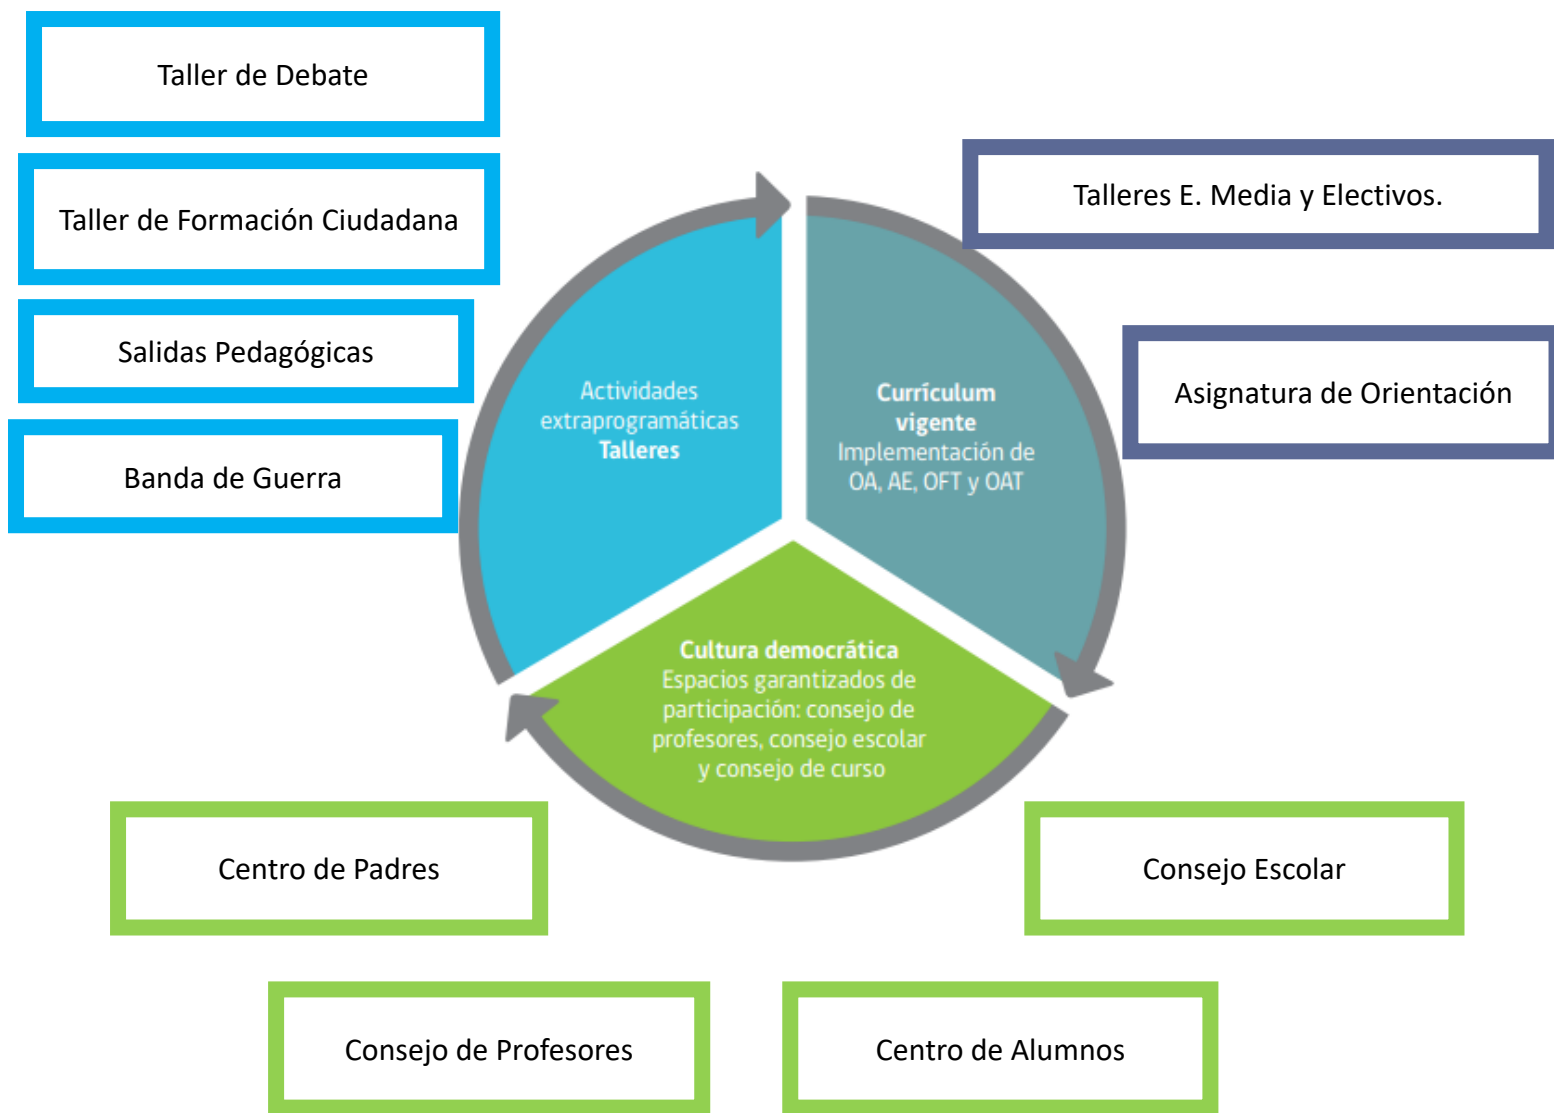 Taller de Debate
Taller de Formación Ciudadana
Salidas Pedagógicas
Banda de Guerra
Talleres E. Media y Electivos.
Asignatura de Orientación
Actividades
extraprogramáticas
Talleres
Currículum
vigente
Implementación de
OA, AE, OFT y OAT
Cultura democrática
Espacios garantizados de
participación: consejo de
profesores, consejo escolar
y consejo de curso
Centro de Padres
Consejo Escolar
Consejo de Profesores
Centro de Alumnos